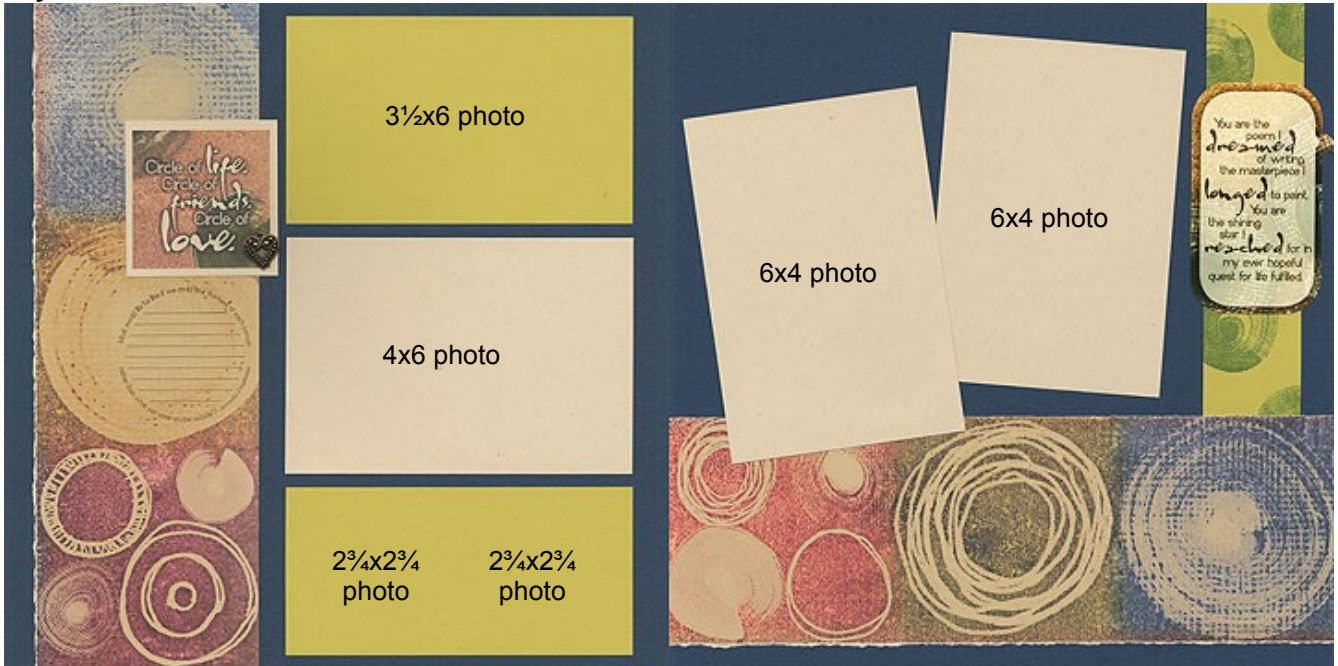 3½x6 photo
4x6 photo
2¾x2¾
photo
2¾x2¾
photo
Circle of life.
Circle of
friends.
Circle of
love.
6x4 photo
6x4 photo
You are the
poem I
dreamed
of writing
the masterpiece I
longed to paint.
You are
the shining
star I
reached for in
my ever hopeful
quest for life fulfilled.